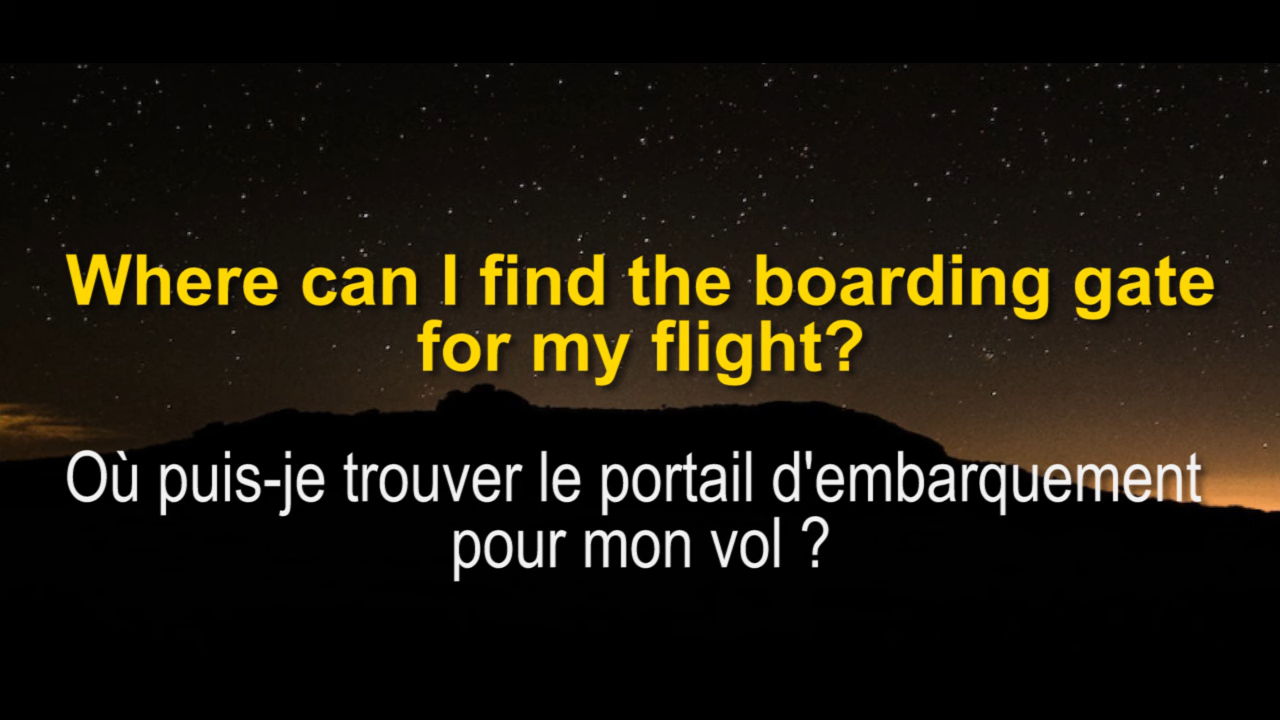 Where can I find the boarding gate
for my flight?
Où puis-je trouver le portail d'embarquement
pour mon vol ?